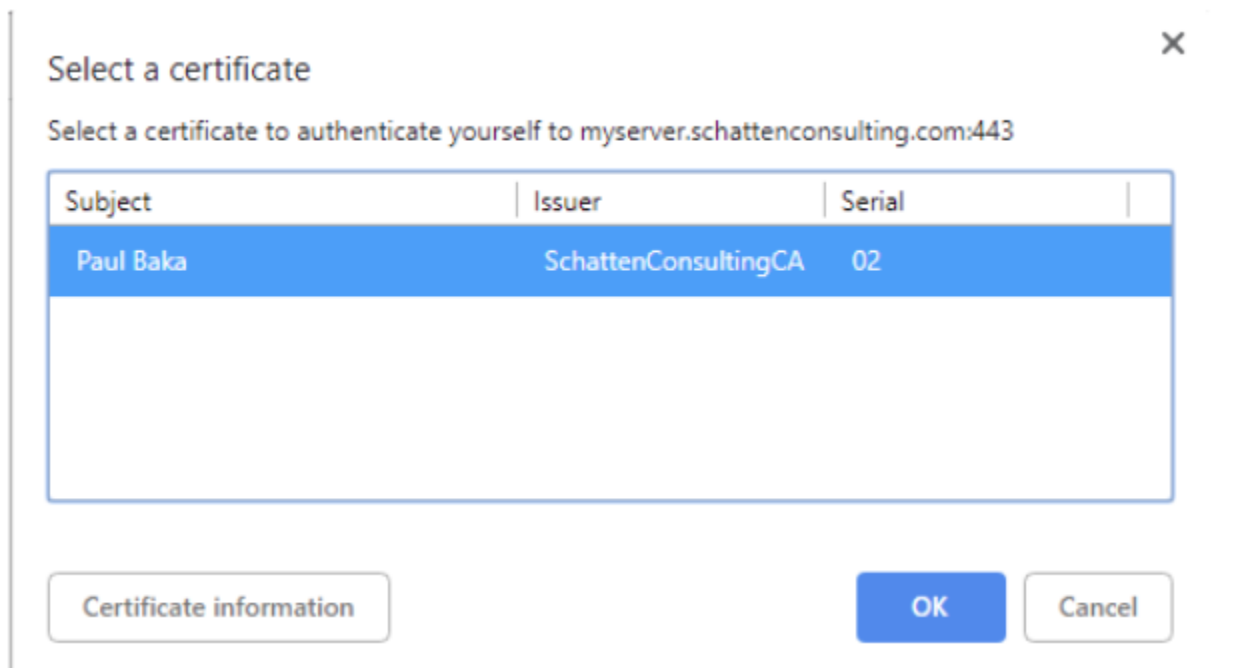 Select a certificate
Select a certificate to authenticate yourself to myserver.schattenconsulting.com:443
Subject Issuer Serial
Paul Baka SchattenConsultingCA 02
Certificate information OK Cancel